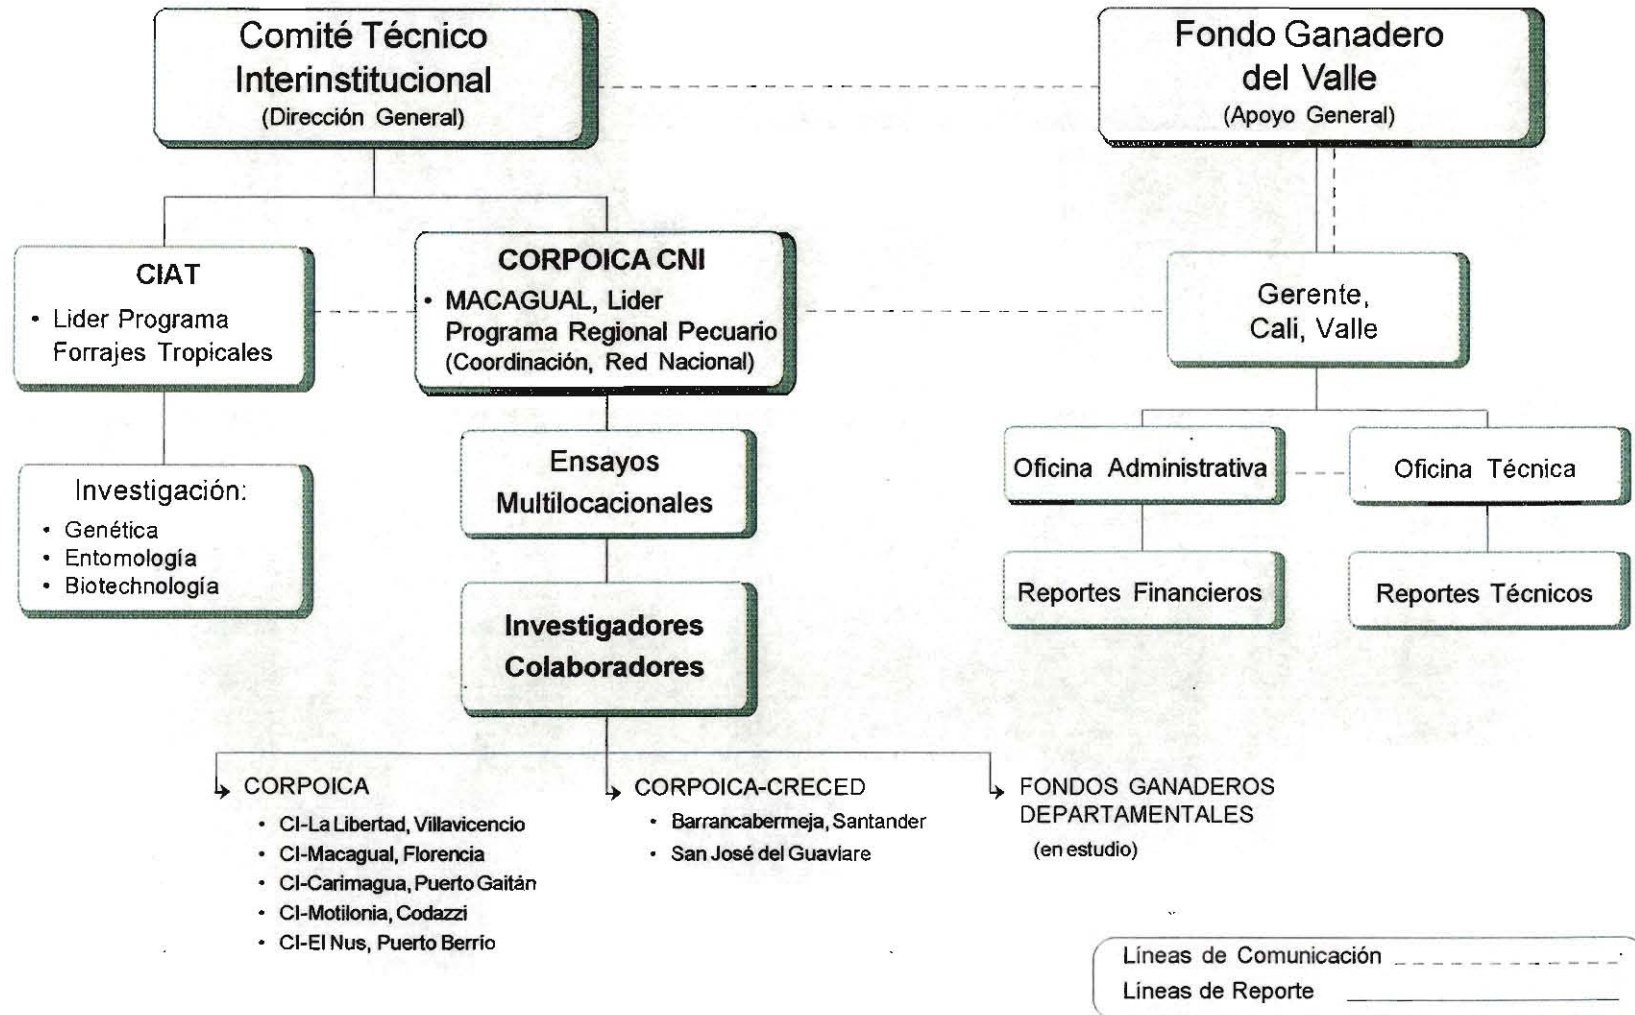 Comité Técnico
Interinstitucional
(Dirección General)
Fondo Ganadero
del Valle
(Apoyo General)
CIAT
• Lider Programa
Forrajes Tropicales
CORPOICA CNI
• MACAGUAL, Lider
Programa Regional Pecuario
(Coordinación, Red Nacional)
Gerente,
Cali, Valle
Investigación:
• Genética
• Entomología
• Biotechnología
Ensayos
Multilocacionales
Oficina Administrativa
Oficina Técnica
Investigadores
Colaboradores
Reportes Financieros
Reportes Técnicos
CORPOICA
• CI-La Libertad, Villavicencio
• CI-Macagual, Florencia
• CI-Carimagua, Puerto Gaitán
• CI-Motilonia, Codazzi
• CI-El Nus, Puerto Berrío
CORPOICA-CRECED
• Barrancabermeja, Santander
• San José del Guaviare
FONDOS GANADEROS
DEPARTAMENTALES
(en estudio)
Líneas de Comunicación
Líneas de Reporte